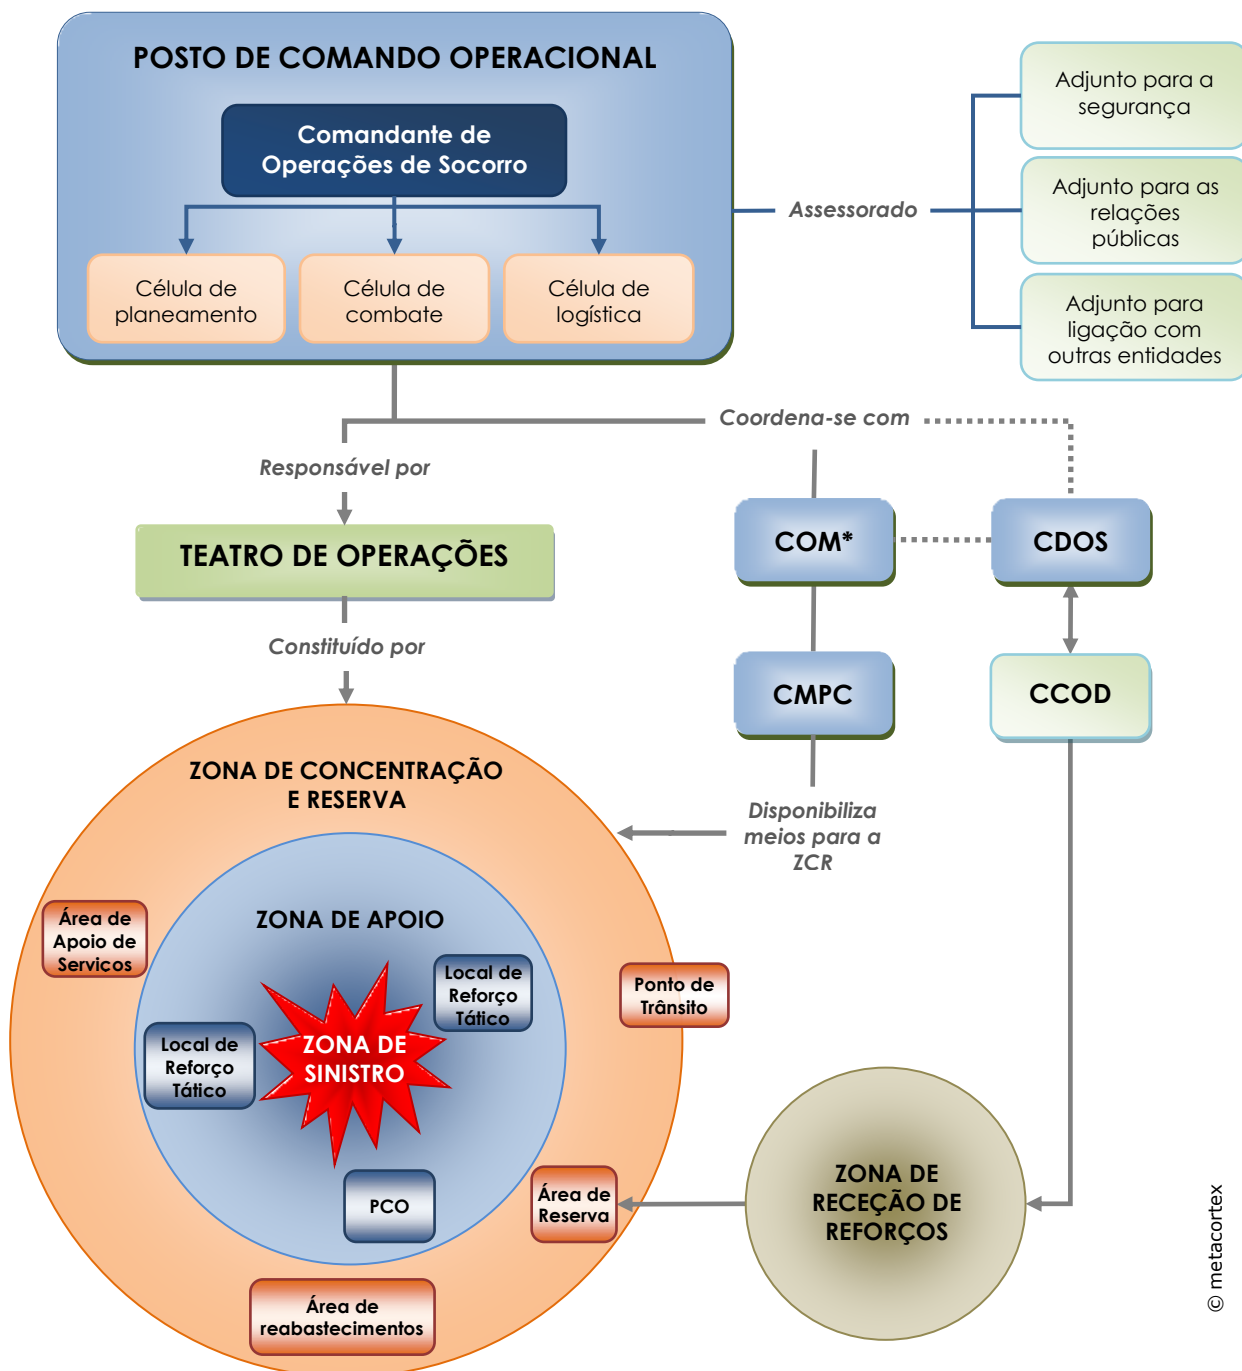 POSTO DE COMANDO OPERACIONAL
Comandante de
Operações de Socorro
Célula de
planeamento
Célula de
combate
Célula de
logística
Assessorado
Adjunto para a
segurança
Adjunto para as
relações
públicas
Adjunto para
ligação com
outras entidades
Coordena-se com
Responsável por
TEATRO DE OPERAÇÕES
COM*
CDOS
Constituído por
CMPC
CCOD
ZONA DE CONCENTRAÇÃO
E RESERVA
Disponibiliza
meios para a
ZCR
ZONA DE APOIO
Área de
Apoio de
Serviços
Local de
Reforço
Tático
Ponto de
Trânsito
Local de
Reforço
Tático
ZONA DE
SINISTRO
PCO
Área de
Reserva
ZONA DE
RECEÇÃO DE
REFORÇOS
Área de
reabastecimentos
© metacortex